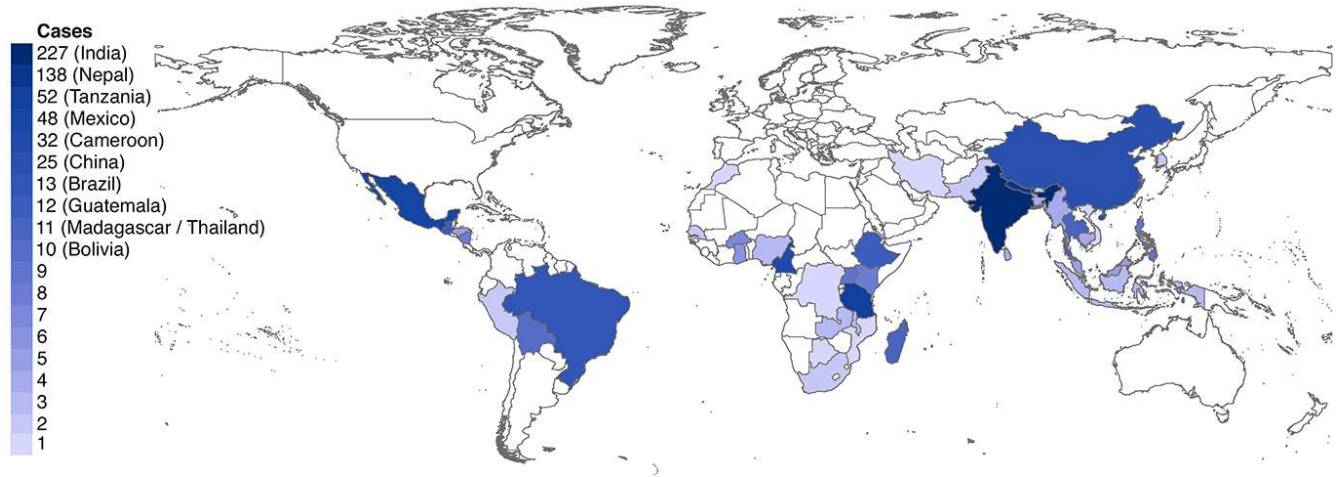 Cases
227 (India)
138 (Nepal)
52 (Tanzania)
48 (Mexico)
32 (Cameroon)
25 (China)
13 (Brazil)
12 (Guatemala)
11 (Madagascar / Thailand)
10 (Bolivia)
9
8
7
6
5
4
3
2
1